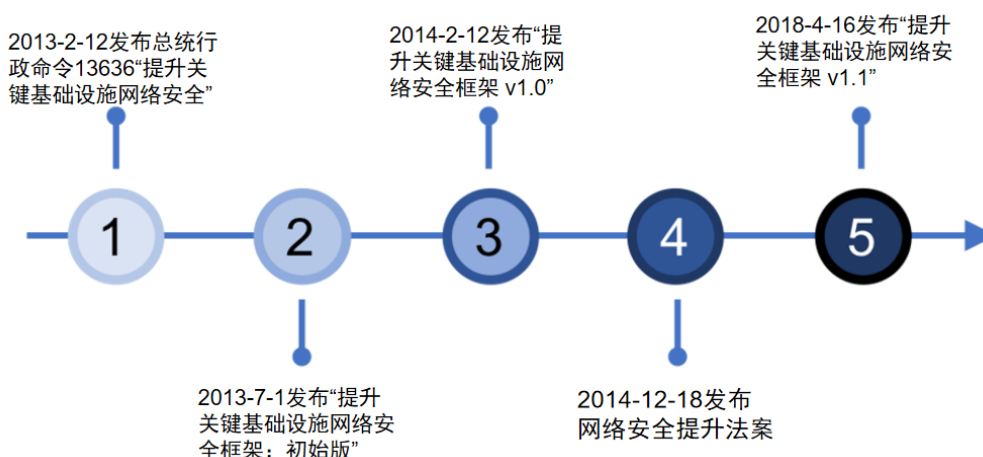 2013-2-12发布总统行
政命令13636“提升关
键基础设施网络安全”
2014-2-12发布“提
升关键基础设施网
络安全框架 v1.0”
2018-4-16发布“提升
关键基础设施网络安
全框架 v1.1”
1
2
3
4
5
2013-7-1发布“提升
关键基础设施网络安
全框架：初始版”
2014-12-18发布
网络安全提升法案